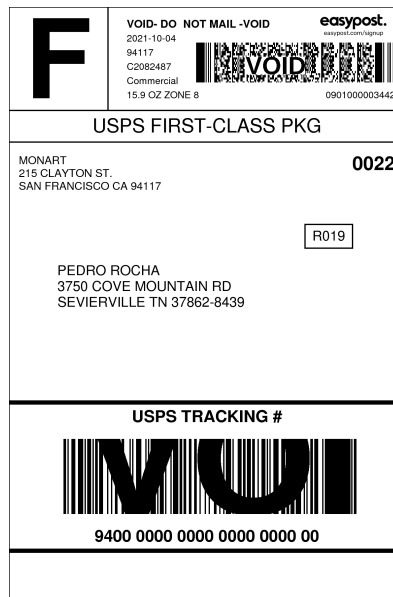 F
VOID- DO NOT MAIL -VOID
2021-10-04
94117
C2082487
Commercial
15.9 OZ ZONE 8
easypost.
easypost.com/signup
VOID
0901000003442
USPS FIRST-CLASS PKG
MONART
215 CLAYTON ST.
SAN FRANCISCO CA 94117
0022
R019
PEDRO ROCHA
3750 COVE MOUNTAIN RD
SEVIERVILLE TN 37862-8439
USPS TRACKING #
VOI
9400 0000 0000 0000 0000 00